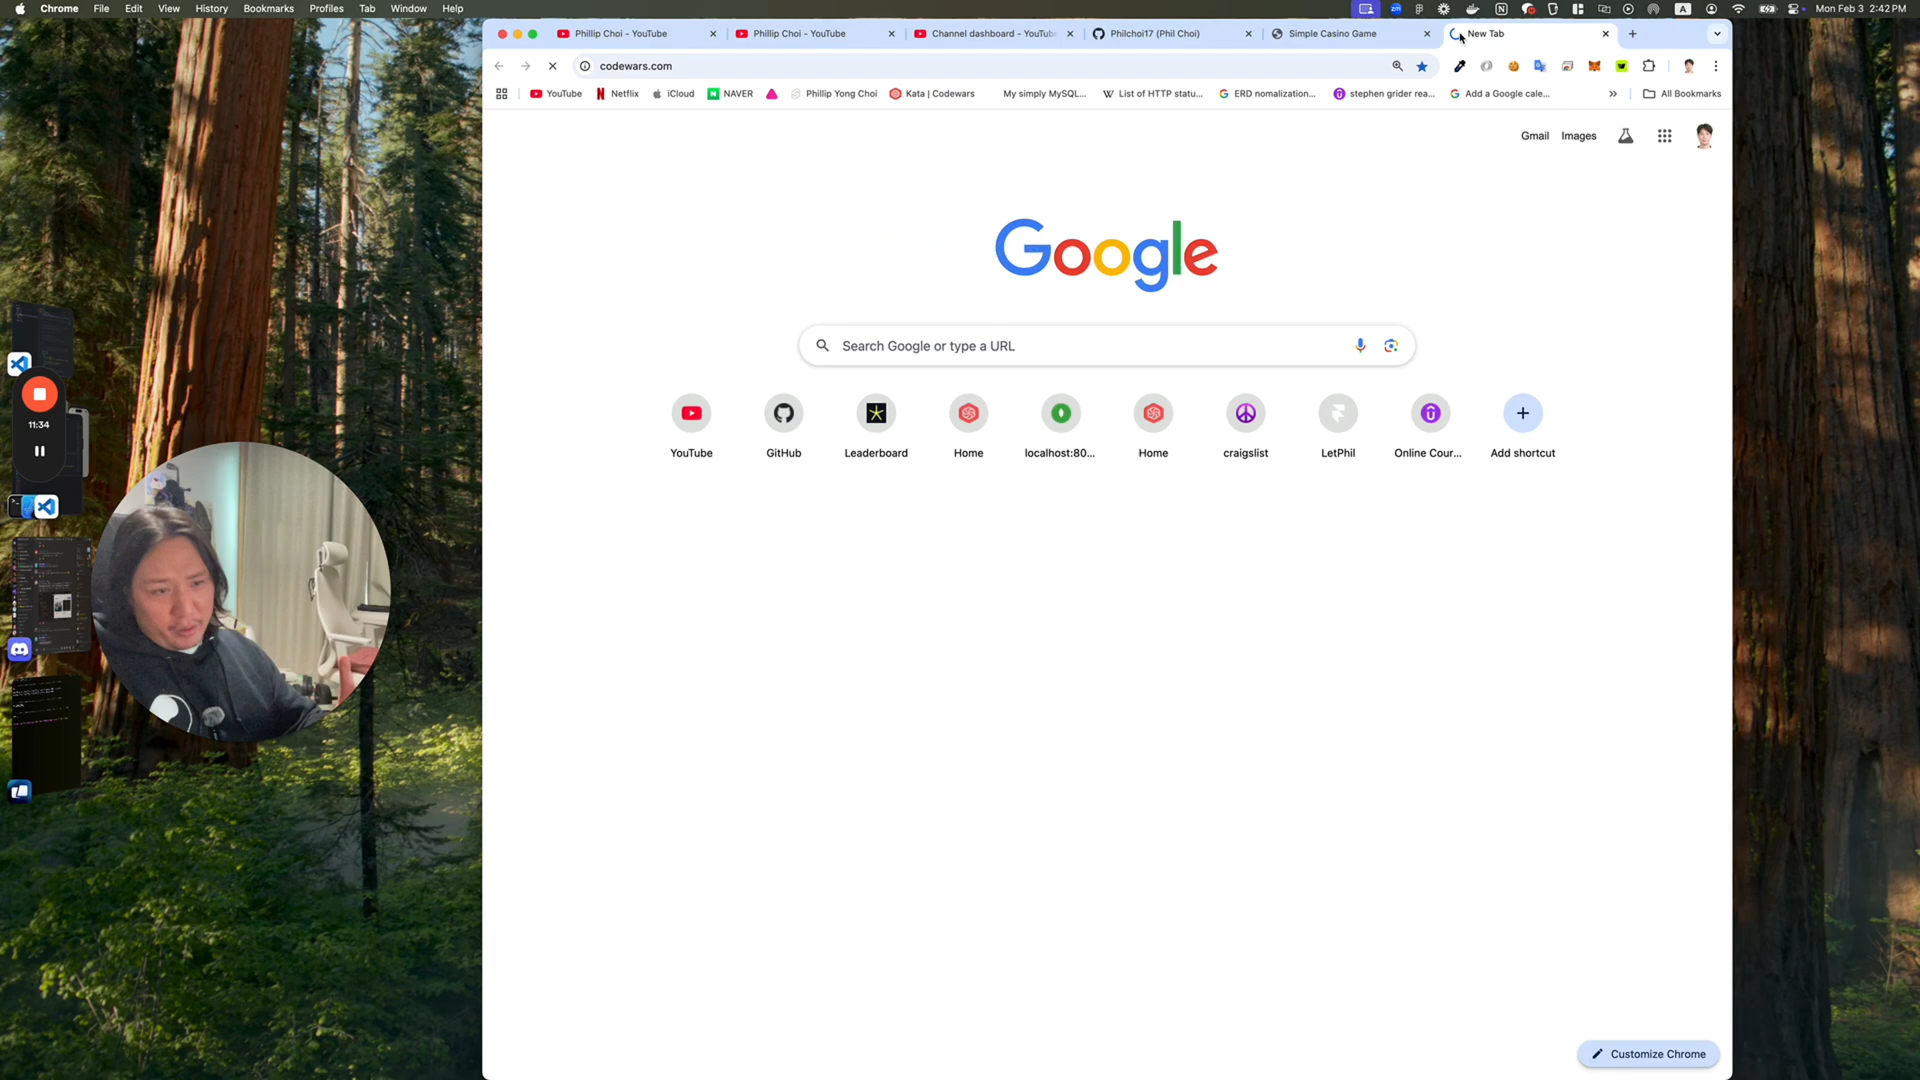 Chrome File Edit View History Bookmarks Profiles Tab Window Help
Mon Feb 3 2:42 PM
Phillip Choi - YouTube
Phillip Choi - YouTube
Channel dashboard - YouTube
Philchoi17 (Phil Choi)
Simple Casino Game
New Tab
codewars.com
YouTube
Netflix
iCloud
NAVER
Phillip Yong Choi
Kata | Codewars
My simply MySQL...
List of HTTP statu...
ERD nomalization...
stephen grider rea...
Add a Google cale...
All Bookmarks
Gmail Images
Google
Search Google or type a URL
YouTube
GitHub
Leaderboard
Home
localhost:80...
Home
craigslist
LetPhil
Online Cour...
Add shortcut
11:34
Customize Chrome